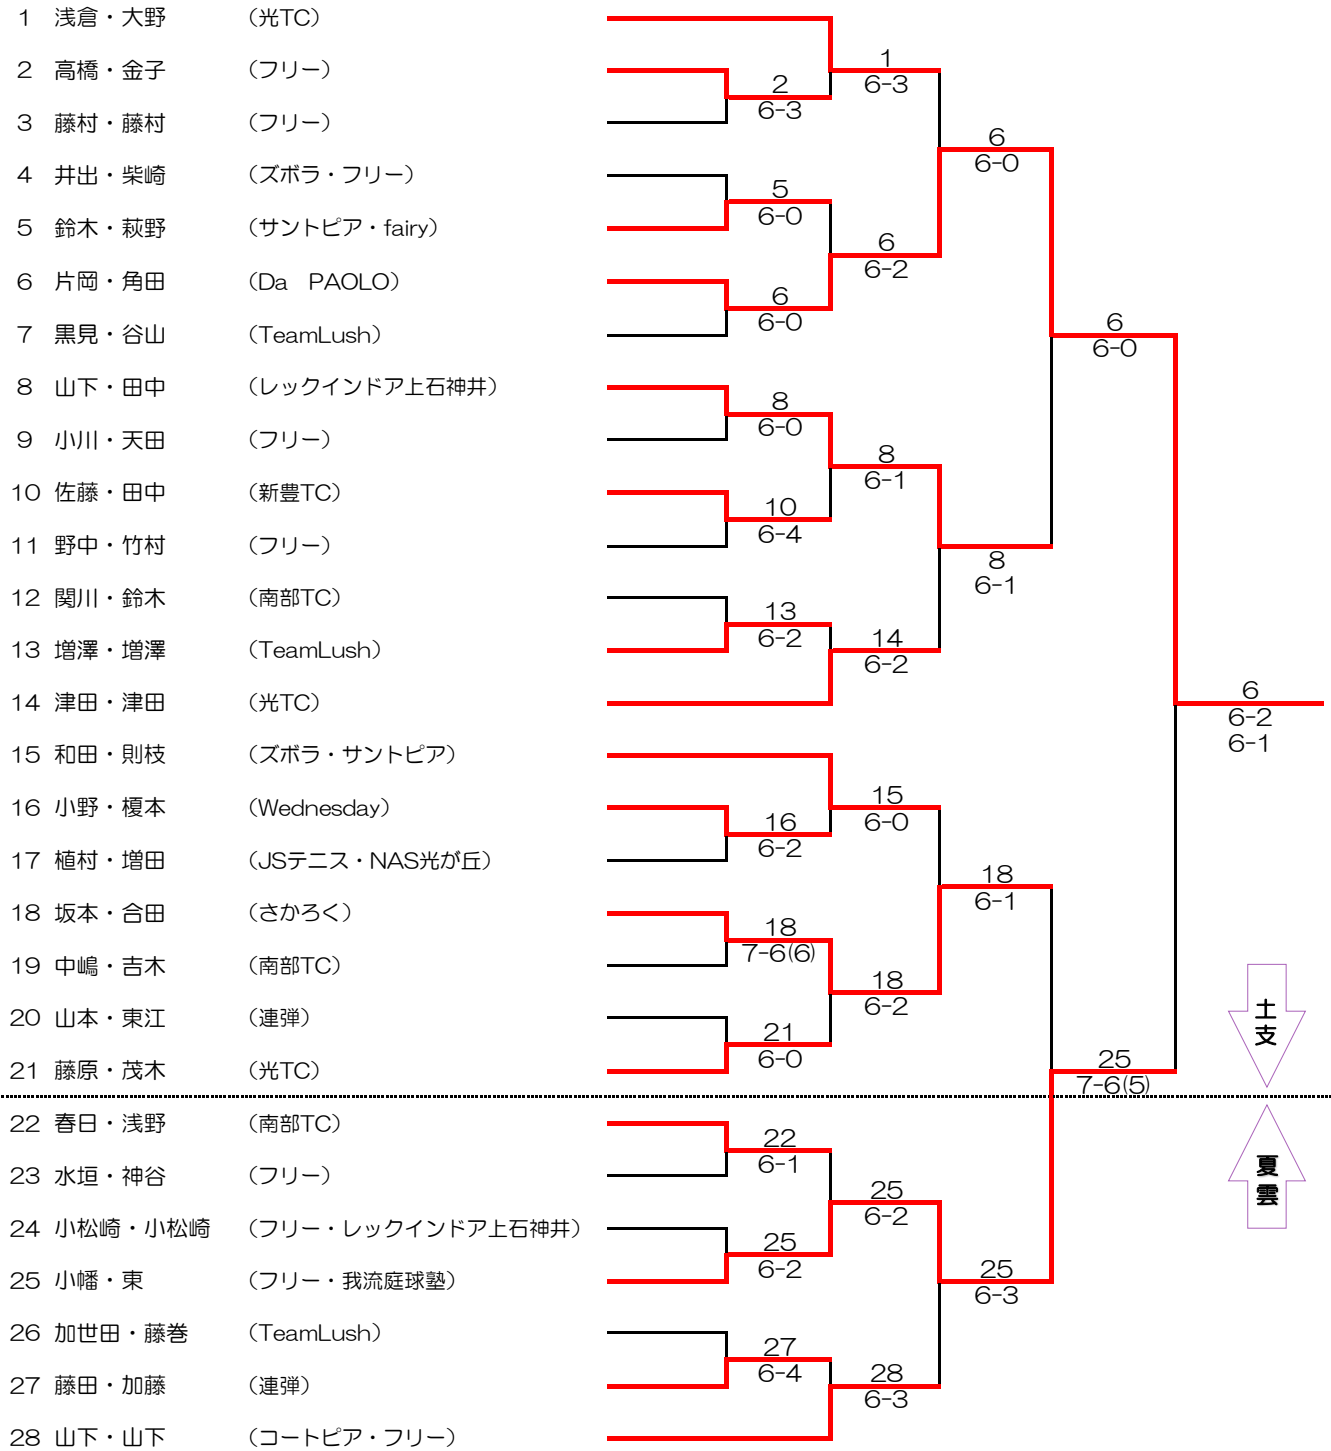 1 浅倉・大野 （光TC）
2 高橋・金子 （フリー）
3 藤村・藤村 （フリー）
4 井出・柴崎 （ズボラ・フリー）
5 鈴木・萩野 （サントピア・fairy）
6 片岡・角田 （Da　PAOLO）
7 黒見・谷山 （TeamLush）
8 山下・田中 （レックインドア上石神井）
9 小川・天田 （フリー）
10 佐藤・田中 （新豊TC）
11 野中・竹村 （フリー）
12 関川・鈴木 （南部TC）
13 増澤・増澤 （TeamLush）
14 津田・津田 （光TC）
15 和田・則枝 （ズボラ・サントピア）
16 小野・榎本 （Wednesday）
17 植村・増田 （JSテニス・NAS光が丘）
18 坂本・合田 （さかろく）
19 中嶋・吉木 （南部TC）
20 山本・東江 （連弾）
21 藤原・茂木 （光TC）
22 春日・浅野 （南部TC）
23 水垣・神谷 （フリー）
24 小松崎・小松崎 （フリー・レックインドア上石神井）
25 小幡・東 （フリー・我流庭球塾）
26 加世田・藤巻 （TeamLush）
27 藤田・加藤 （連弾）
28 山下・山下 （コートピア・フリー）
2
6-3
5
6-0
6
6-0
8
6-0
10
6-4
13
6-2
16
6-2
18
7-6(6)
21
6-0
22
6-1
25
6-2
27
6-4
1
6-3
6
6-2
8
6-1
14
6-2
15
6-0
18
6-2
25
6-2
28
6-3
6
6-0
8
6-1
18
6-1
25
6-3
6
6-0
25
7-6(5)
6
6-2
6-1
土支
夏雲